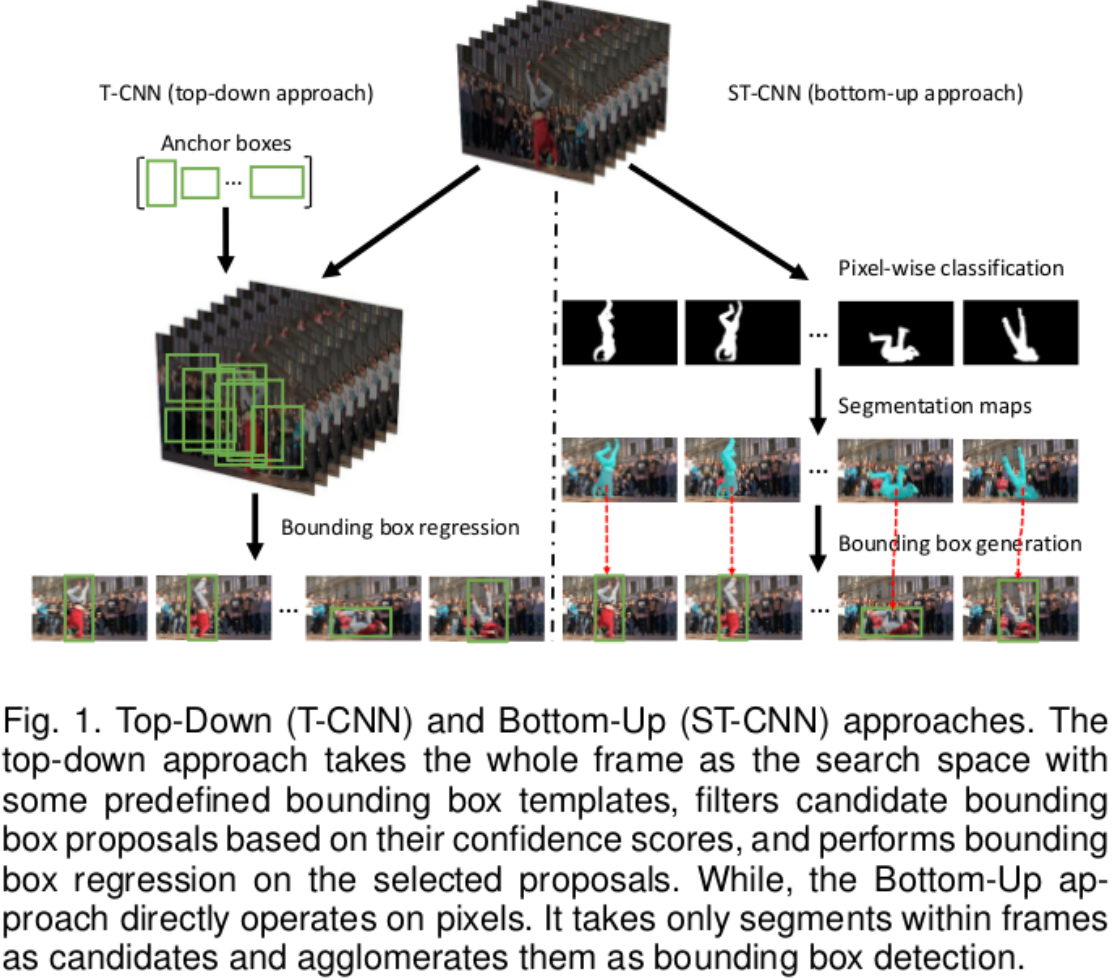 T-CNN (top-down approach)
ST-CNN (bottom-up approach)
Anchor boxes
...
Pixel-wise classification
...
Segmentation maps
...
Bounding box regression
Bounding box generation
...
...
Fig. 1. Top-Down (T-CNN) and Bottom-Up (ST-CNN) approaches. The
top-down approach takes the whole frame as the search space with
some predefined bounding box templates, filters candidate bounding
box proposals based on their confidence scores, and performs bounding
box regression on the selected proposals. While, the Bottom-Up ap-
proach directly operates on pixels. It takes only segments within frames
as candidates and agglomerates them as bounding box detection.